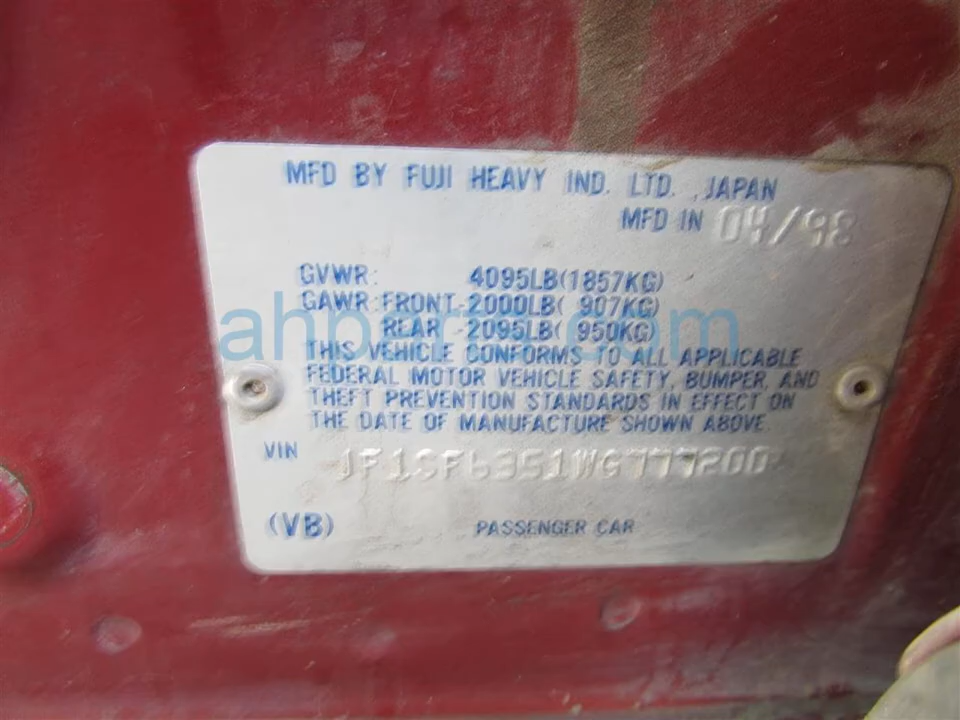 MFD BY FUJI HEAVY IND. LTD. ,JAPAN
MFD IN 04/98
GVWR: 4095LB(1857KG)
GAWR:FRONT-2000LB( 907KG)
REAR -2095LB( 950KG)
ahparts.com
THIS VEHICLE CONFORMS TO ALL APPLICABLE
FEDERAL MOTOR VEHICLE SAFETY, BUMPER, AND
THEFT PREVENTION STANDARDS IN EFFECT ON
THE DATE OF MANUFACTURE SHOWN ABOVE.
VIN JF1SF6351WG777200
(VB) PASSENGER CAR